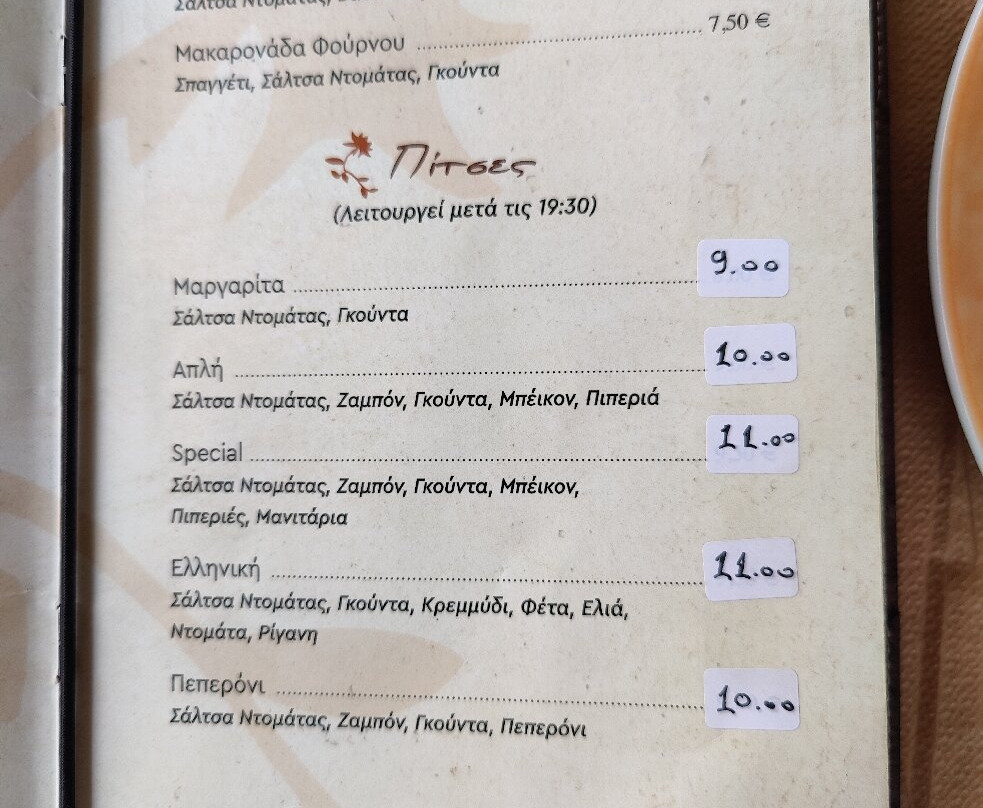 Σάλτσα Ντομάτας,
Μακαρονάδα Φούρνου ........ 7,50 €
Σπαγγέτι, Σάλτσα Ντομάτας, Γκούντα
Πίτσες
(Λειτουργεί μετά τις 19:30)
Μαργαρίτα ........ 9.00
Σάλτσα Ντομάτας, Γκούντα
Απλή ........ 10.00
Σάλτσα Ντομάτας, Ζαμπόν, Γκούντα, Μπέικον, Πιπεριά
Special ........ 11.00
Σάλτσα Ντομάτας, Ζαμπόν, Γκούντα, Μπέικον,
Πιπεριές, Μανιτάρια
Ελληνική ........ 11.00
Σάλτσα Ντομάτας, Γκούντα, Κρεμμύδι, Φέτα, Ελιά,
Ντομάτα, Ρίγανη
Πεπερόνι ........ 10.00
Σάλτσα Ντομάτας, Ζαμπόν, Γκούντα, Πεπερόνι